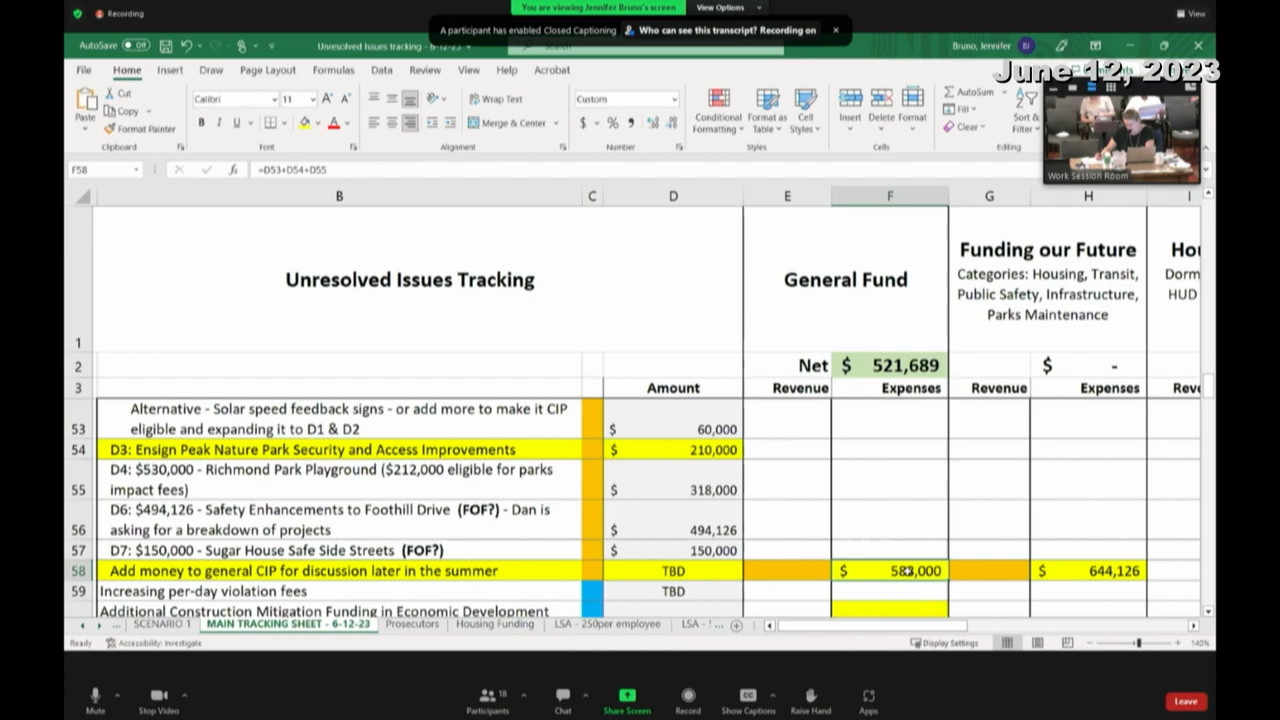 Recording
You are viewing Jennifer Bruno's screen
View Options
View
A participant has enabled Closed Captioning
Who can see this transcript? Recording on
AutoSave Off
Unresolved Issues tracking - 6-12-23
Bruno, Jennifer
June 12, 2023
File Home Insert Draw Page Layout Formulas Data Review View Help Acrobat
Paste
Cut
Copy
Format Painter
Clipboard
Calibri 11
B I U
Font
Wrap Text
Merge & Center
Alignment
Custom
$ % 9
Number
Conditional Formatting
Format as Table
Cell Styles
Styles
Insert Delete Format
Cells
AutoSum
Fill
Clear
Sort & Filter
Editing
Work Session Room
F58 fx =D53+D54+D55
B C D E F G H I
1 Unresolved Issues Tracking
General Fund
Funding our Future
Categories: Housing, Transit,
Public Safety, Infrastructure,
Parks Maintenance
Dorm
HUD
2 Net $ 521,689 $ -
3 Amount Revenue Expenses Revenue Expenses
Alternative - Solar speed feedback signs - or add more to make it CIP
53 eligible and expanding it to D1 & D2 $ 60,000
54 D3: Ensign Peak Nature Park Security and Access Improvements $ 210,000
D4: $530,000 - Richmond Park Playground ($212,000 eligible for parks
55 impact fees) $ 318,000
D6: $494,126 - Safety Enhancements to Foothill Drive (FOF?) - Dan is
56 asking for a breakdown of projects $ 494,126
57 D7: $150,000 - Sugar House Safe Side Streets (FOF?) $ 150,000
58 Add money to general CIP for discussion later in the summer TBD $ 588,000 $ 644,126
59 Increasing per-day violation fees TBD
Additional Construction Mitigation Funding in Economic Development
... SCENARIO 1 MAIN TRACKING SHEET - 6-12-23 Prosecutors Housing Funding LSA - 250per employee LSA - ! ...
Ready Accessibility: Investigate
Display Settings
140%
Mute
Stop Video
Participants 18
Chat
Share Screen
Record
CC
Show Captions
Raise Hand
Apps
Leave